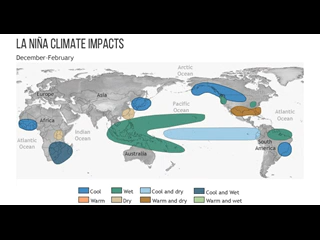 LA NIÑA CLIMATE IMPACTS
December-February
Arctic
Ocean
Europe
Asia
Pacific
Ocean
Atlantic
Ocean
Africa
Indian
Ocean
Atlantic
Ocean
South
America
Australia
Cool
Wet
Cool and dry
Cool and Wet
Warm
Dry
Warm and dry
Warm and wet